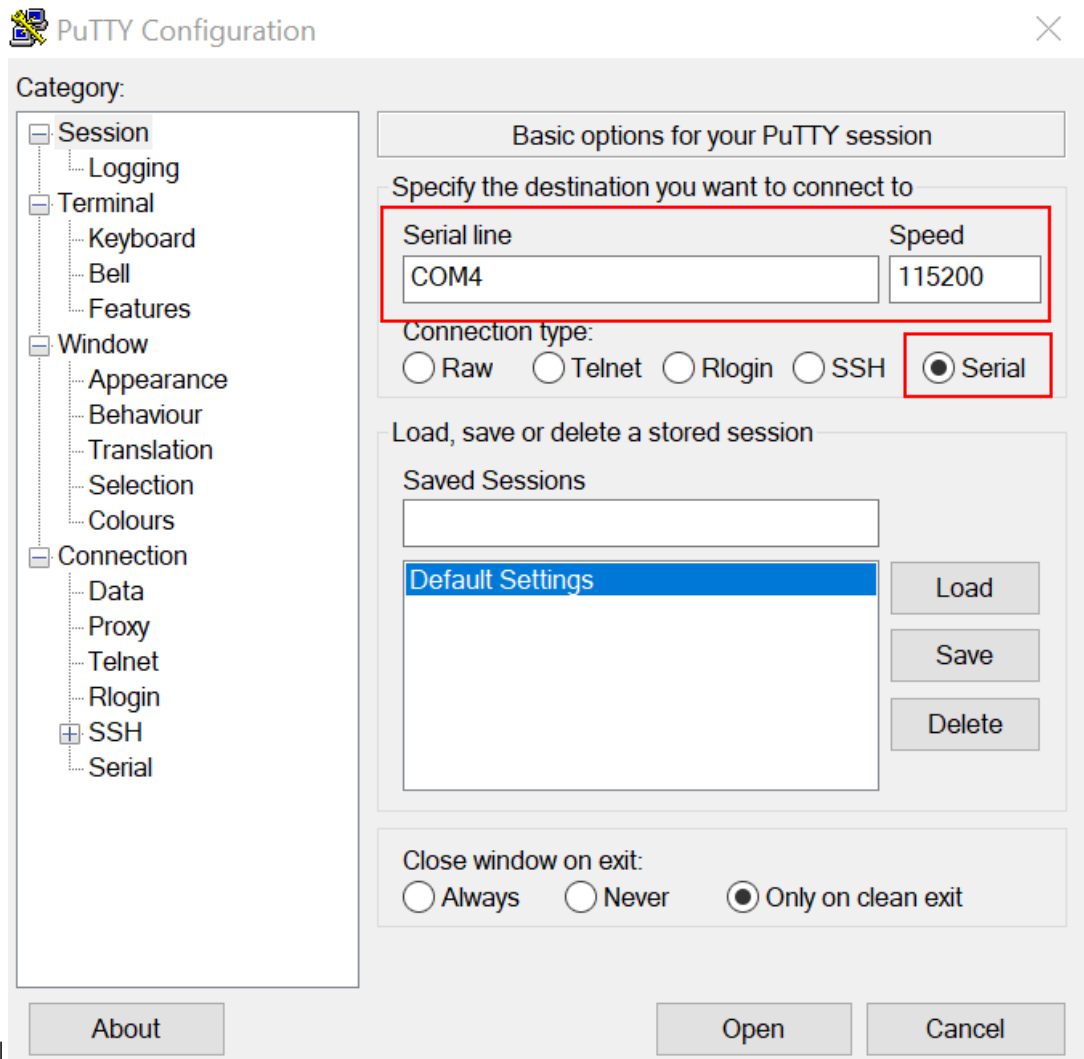 PuTTY Configuration
Category:
Session
Logging
Terminal
Keyboard
Bell
Features
Window
Appearance
Behaviour
Translation
Selection
Colours
Connection
Data
Proxy
Telnet
Rlogin
SSH
Serial
Basic options for your PuTTY session
Specify the destination you want to connect to
Serial line Speed
COM4 115200
Connection type:
Raw Telnet Rlogin SSH Serial
Load, save or delete a stored session
Saved Sessions
Default Settings
Load
Save
Delete
Close window on exit:
Always Never Only on clean exit
About Open Cancel